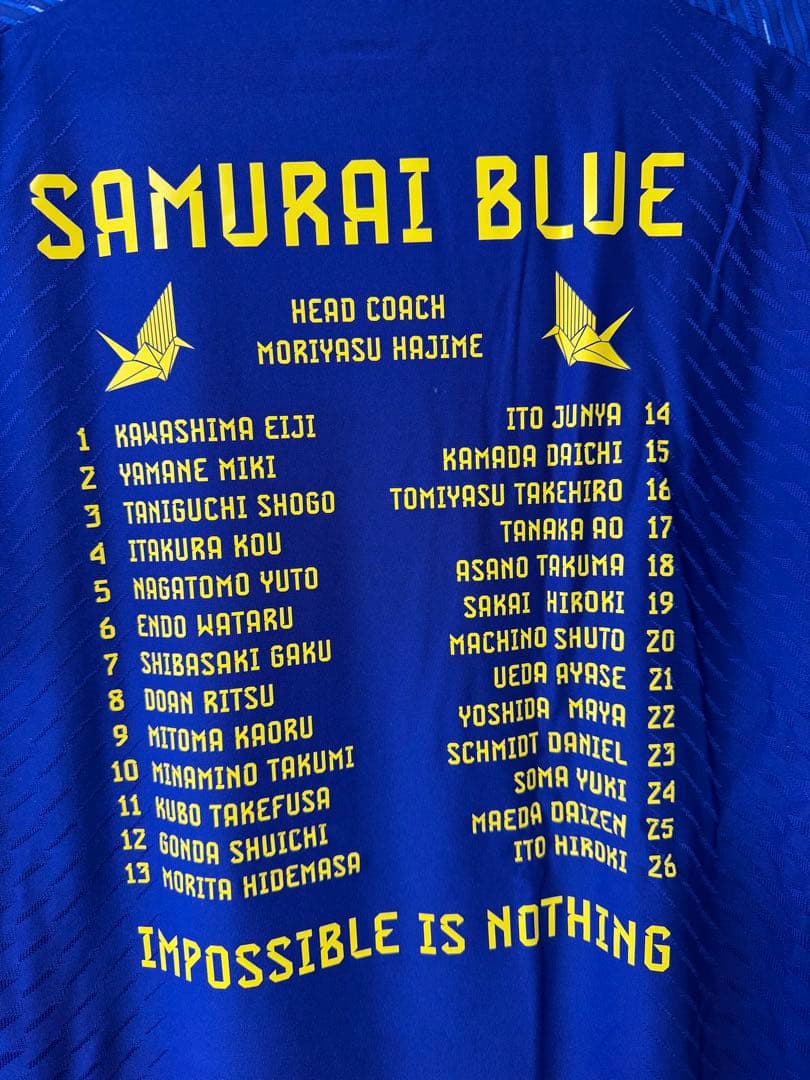 SAMURAI BLUE
HEAD COACH
MORIYASU HAJIME
1 KAWASHIMA EIJI
2 YAMANE MIKI
3 TANIGUCHI SHOGO
4 ITAKURA KOU
5 NAGATOMO YUTO
6 ENDO WATARU
7 SHIBASAKI GAKU
8 DOAN RITSU
9 MITOMA KAORU
10 MINAMINO TAKUMI
11 KUBO TAKEFUSA
12 GONDA SHUICHI
13 MORITA HIDEMASA
ITO JUNYA 14
KAMADA DAICHI 15
TOMIYASU TAKEHIRO 16
TANAKA AO 17
ASANO TAKUMA 18
SAKAI HIROKI 19
MACHINO SHUTO 20
UEDA AYASE 21
YOSHIDA MAYA 22
SCHMIDT DANIEL 23
SOMA YUKI 24
MAEDA DAIZEN 25
ITO HIROKI 26
IMPOSSIBLE IS NOTHING